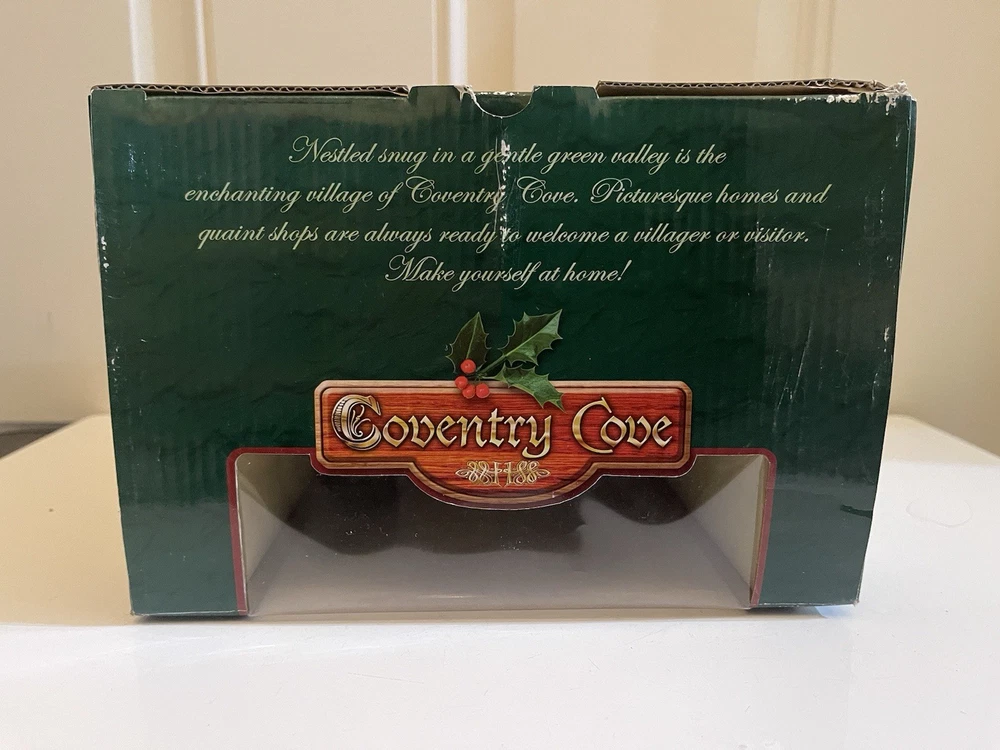 Nestled snug in a gentle green valley is the
enchanting village of Coventry Cove. Picturesque homes and
quaint shops are always ready to welcome a villager or visitor.
Make yourself at home!
Coventry Cove